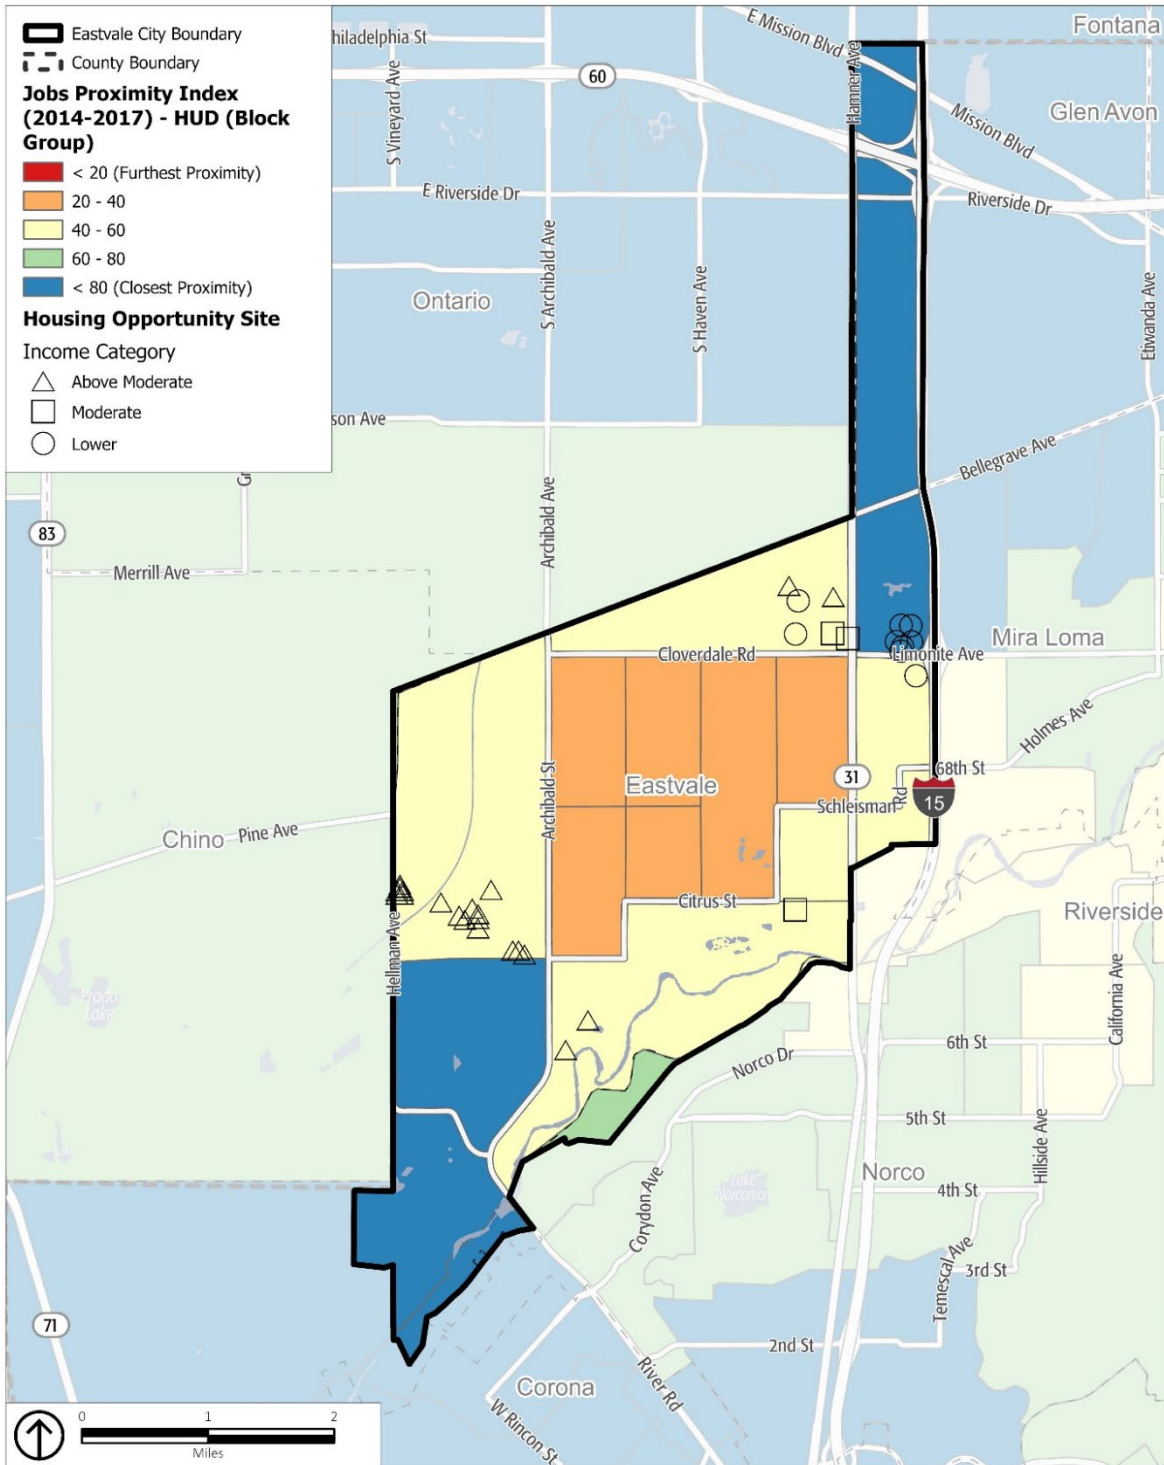 Eastvale City Boundary
County Boundary
Jobs Proximity Index
(2014-2017) - HUD (Block
Group)
< 20 (Furthest Proximity)
20 - 40
40 - 60
60 - 80
< 80 (Closest Proximity)
Housing Opportunity Site
Income Category
Above Moderate
Moderate
Lower
hiladelphia St
S Vineyard Ave
60
E Mission Blvd
Hamner Ave
Fontana
Glen Avon
Mission Blvd
E Riverside Dr
Riverside Dr
Ontario
S Archibald Ave
S Haven Ave
Etiwanda Ave
son Ave
Gr
Bellegrave Ave
83
Archibald Ave
Merrill Ave
Mira Loma
Cloverdale Rd
Limonite Ave
Holmes Ave
68th St
Eastvale
31
Archibald St
Schleisman Rd
15
Chino
Pine Ave
Citrus St
Riverside
Hellman Ave
Prado
Lake
California Ave
6th St
Norco Dr
5th St
Hillside Ave
Norco
Lake
Norconian
4th St
Corydon Ave
Temescal Ave
3rd St
71
2nd St
River Rd
Corona
W Rincon St
0 1 2
Miles